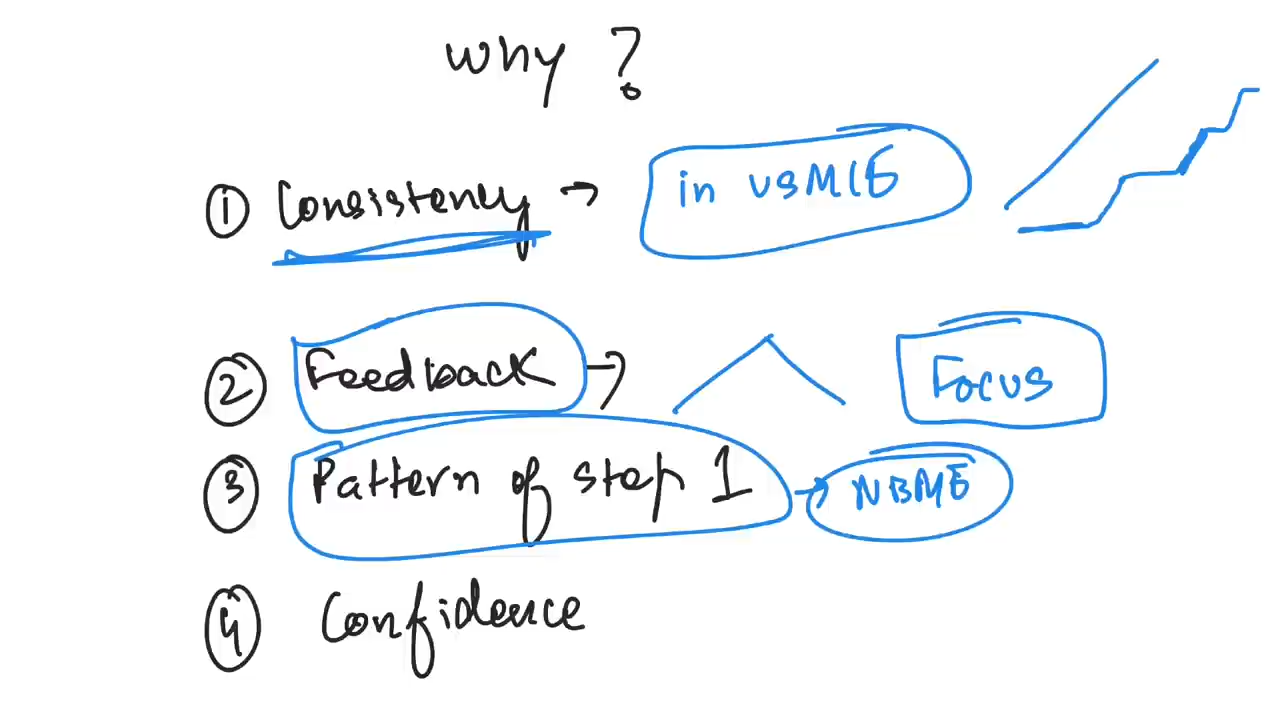 Why ?
① Consistency → in USMLE
② Feedback → Focus
③ Pattern of step 1 → NBME
④ Confidence